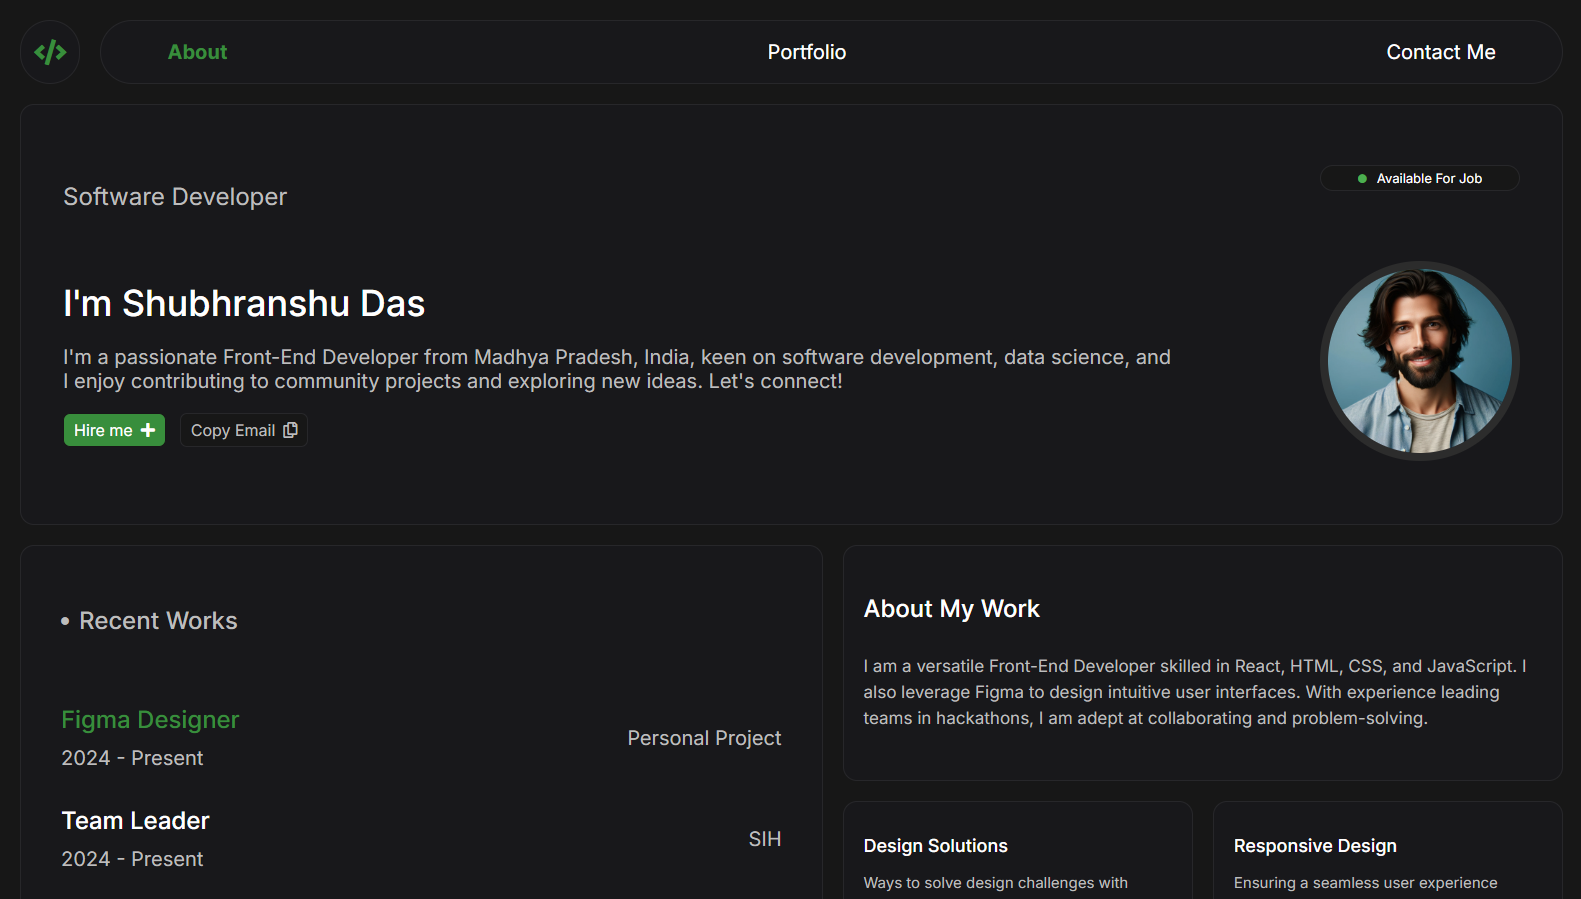 </>
About
Portfolio
Contact Me
Available For Job
Software Developer
I'm Shubhranshu Das
I'm a passionate Front-End Developer from Madhya Pradesh, India, keen on software development, data science, and
I enjoy contributing to community projects and exploring new ideas. Let's connect!
Hire me
Copy Email
• Recent Works
Figma Designer
2024 - Present
Personal Project
Team Leader
2024 - Present
SIH
About My Work
I am a versatile Front-End Developer skilled in React, HTML, CSS, and JavaScript. I
also leverage Figma to design intuitive user interfaces. With experience leading
teams in hackathons, I am adept at collaborating and problem-solving.
Design Solutions
Ways to solve design challenges with
Responsive Design
Ensuring a seamless user experience